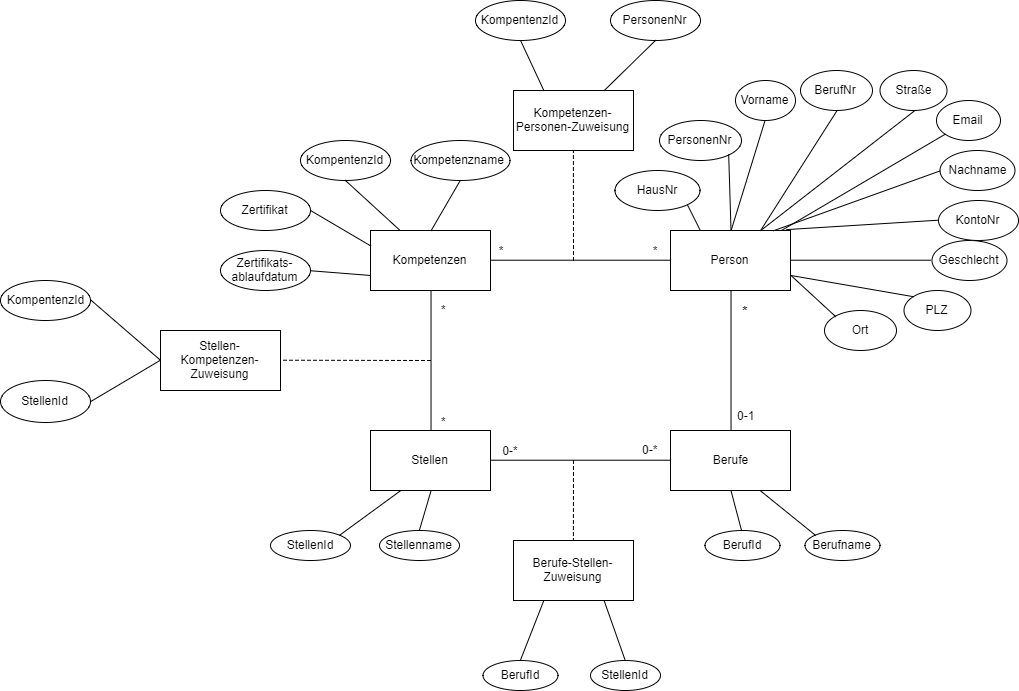 KompentenzId
PersonenNr
Kompetenzen-
Personen-Zuweisung
Vorname
BerufNr
Straße
Email
PersonenNr
KompentenzId
Kompetenzname
Nachname
HausNr
Zertifikat
KontoNr
Kompetenzen
*
*
Person
Geschlecht
Zertifikats-
ablaufdatum
KompentenzId
*
*
PLZ
Ort
Stellen-
Kompetenzen-
Zuweisung
StellenId
*
0-1
Stellen
0-*
0-*
Berufe
StellenId
Stellenname
BerufId
Berufname
Berufe-Stellen-
Zuweisung
BerufId
StellenId